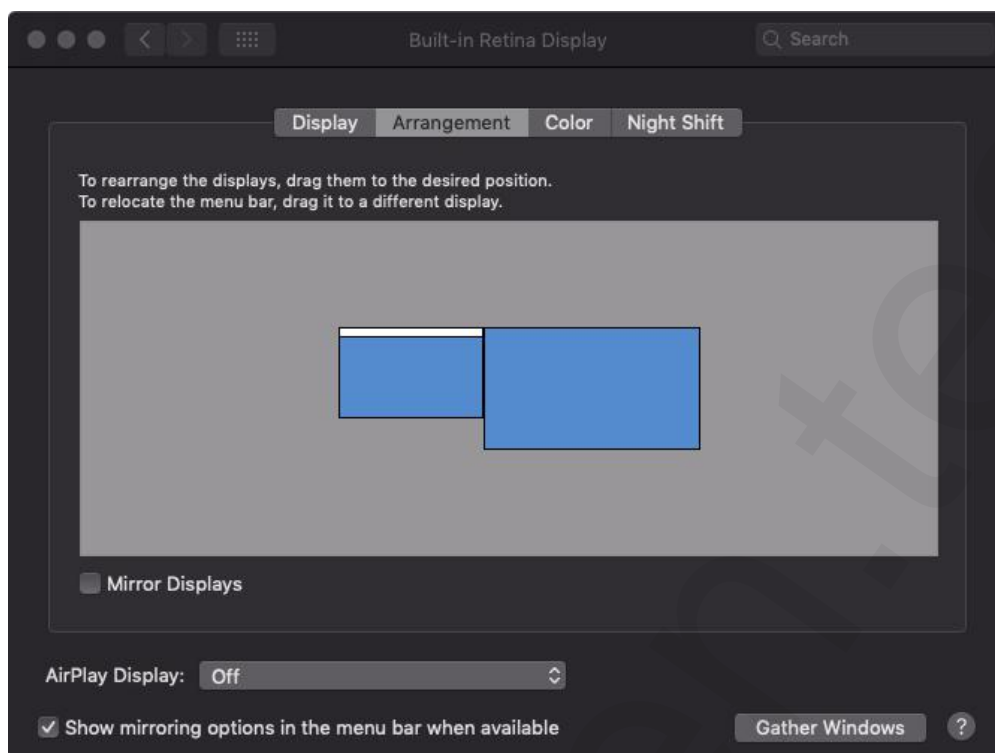 Built-in Retina Display
Search
Display
Arrangement
Color
Night Shift
To rearrange the displays, drag them to the desired position.
To relocate the menu bar, drag it to a different display.
Mirror Displays
AirPlay Display: Off
Show mirroring options in the menu bar when available
Gather Windows
?